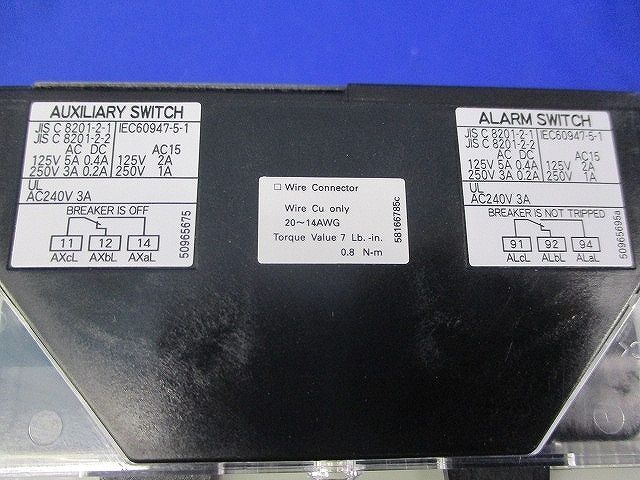 AUXILIARY SWITCH
JIS C 8201-2-1
JIS C 8201-2-2
AC DC
125V 5A 0.4A
250V 3A 0.2A
IEC60947-5-1
AC15
125V 2A
250V 1A
UL
AC240V 3A
BREAKER IS OFF
11 12 14
AXcL AXbL AXaL
50965675
Wire Connector
Wire Cu only
20~14AWG
Torque Value 7 Lb.-in.
0.8 N-m
58166785c
ALARM SWITCH
JIS C 8201-2-1
JIS C 8201-2-2
AC DC
125V 5A 0.4A
250V 3A 0.2A
IEC60947-5-1
AC15
125V 2A
250V 1A
UL
AC240V 3A
BREAKER IS NOT TRIPPED
91 92 94
ALcL ALbL ALaL
50965695a